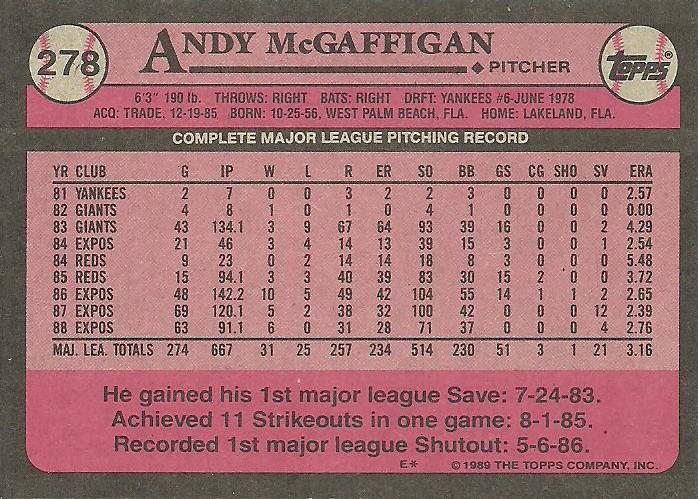 278
ANDY McGAFFIGAN
PITCHER
TOPPS
6'3" 190 lb. THROWS: RIGHT BATS: RIGHT DRFT: YANKEES #6-JUNE 1978
ACQ: TRADE, 12-19-85 BORN: 10-25-56, WEST PALM BEACH, FLA. HOME: LAKELAND, FLA.
COMPLETE MAJOR LEAGUE PITCHING RECORD
YR CLUB G IP W L R ER SO BB GS CG SHO SV ERA
81 YANKEES 2 7 0 0 3 2 2 3 0 0 0 0 2.57
82 GIANTS 4 8 1 0 1 0 4 1 0 0 0 0 0.00
83 GIANTS 43 134.1 3 9 67 64 93 39 16 0 0 2 4.29
84 EXPOS 21 46 3 4 14 13 39 15 3 0 0 1 2.54
84 REDS 9 23 0 2 14 14 18 8 3 0 0 0 5.48
85 REDS 15 94.1 3 3 40 39 83 30 15 2 0 0 3.72
86 EXPOS 48 142.2 10 5 49 42 104 55 14 1 1 2 2.65
87 EXPOS 69 120.1 5 2 38 32 100 42 0 0 0 12 2.39
88 EXPOS 63 91.1 6 0 31 28 71 37 0 0 0 4 2.76
MAJ. LEA. TOTALS 274 667 31 25 257 234 514 230 51 3 1 21 3.16
He gained his 1st major league Save: 7-24-83.
Achieved 11 Strikeouts in one game: 8-1-85.
Recorded 1st major league Shutout: 5-6-86.
E* © 1989 THE TOPPS COMPANY, INC.